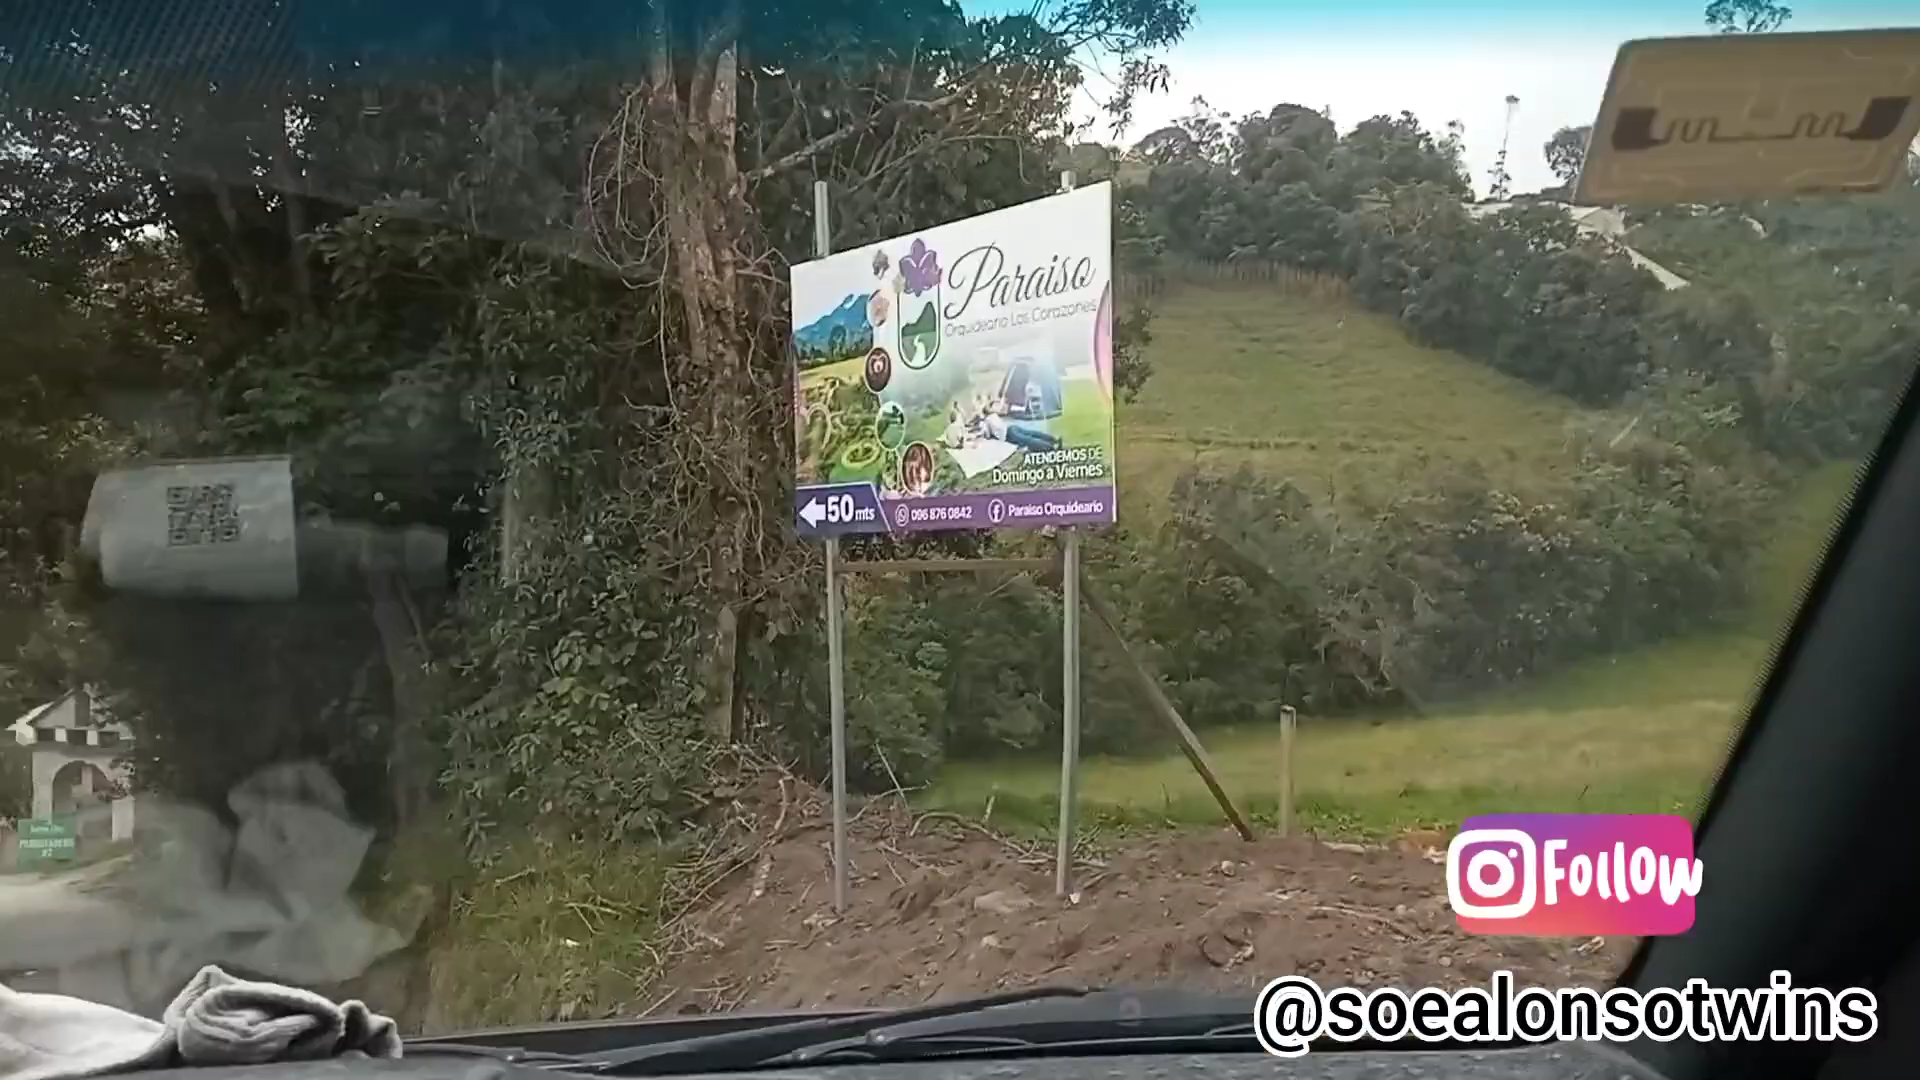 Paraiso
Orquideario Los Corazones
ATENDEMOS DE
Domingo a Viernes
50 mts
096 876 0842
Paraiso Orquideario
Follow
@soealonsotwins